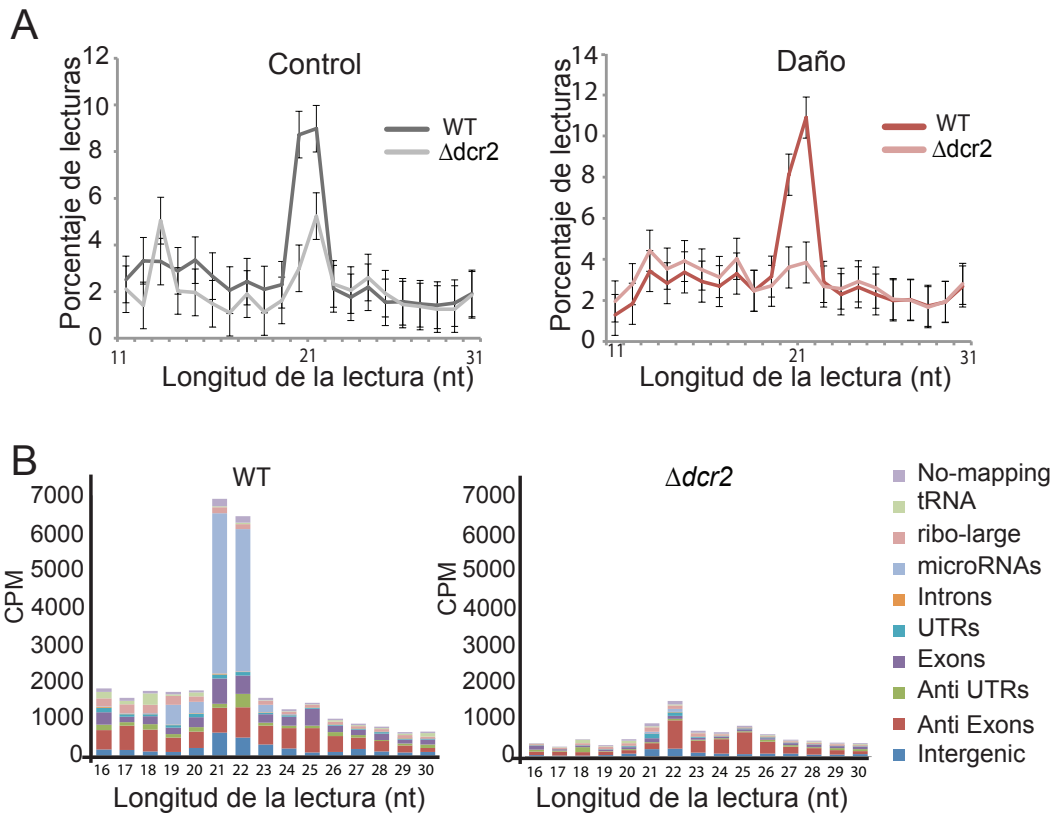 A
Control
Porcentaje de lecturas
12
10
8
6
4
2
0
WT
Δdcr2
11
21
31
Longitud de la lectura (nt)
Daño
Porcentaje de lecturas
14
12
10
8
6
4
2
0
WT
Δdcr2
11
21
31
Longitud de la lectura (nt)
B
WT
CPM
7000
6000
5000
4000
3000
2000
1000
0
16 17 18 19 20 21 22 23 24 25 26 27 28 29 30
Longitud de la lectura (nt)
Δdcr2
CPM
7000
6000
5000
4000
3000
2000
1000
0
16 17 18 19 20 21 22 23 24 25 26 27 28 29 30
Longitud de la lectura (nt)
No-mapping
tRNA
ribo-large
microRNAs
Introns
UTRs
Exons
Anti UTRs
Anti Exons
Intergenic